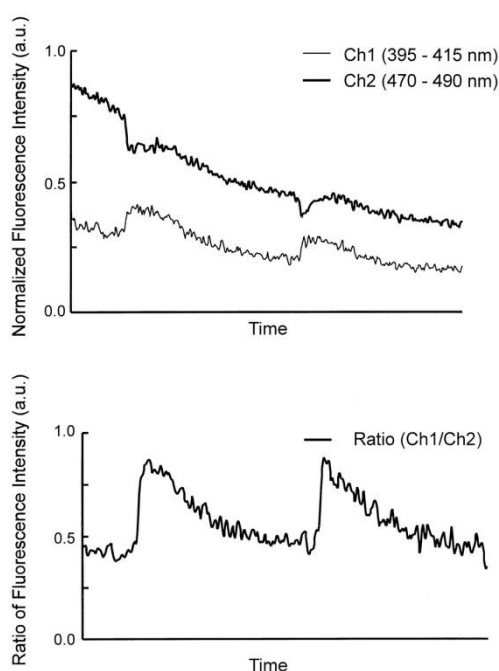 Normalized Fluorescence Intensity (a.u.)
1.0
0.5
0.0
Ch1 (395 - 415 nm)
Ch2 (470 - 490 nm)
Time
Ratio of Fluorescence Intensity (a.u.)
1.0
0.5
0.0
Ratio (Ch1/Ch2)
Time